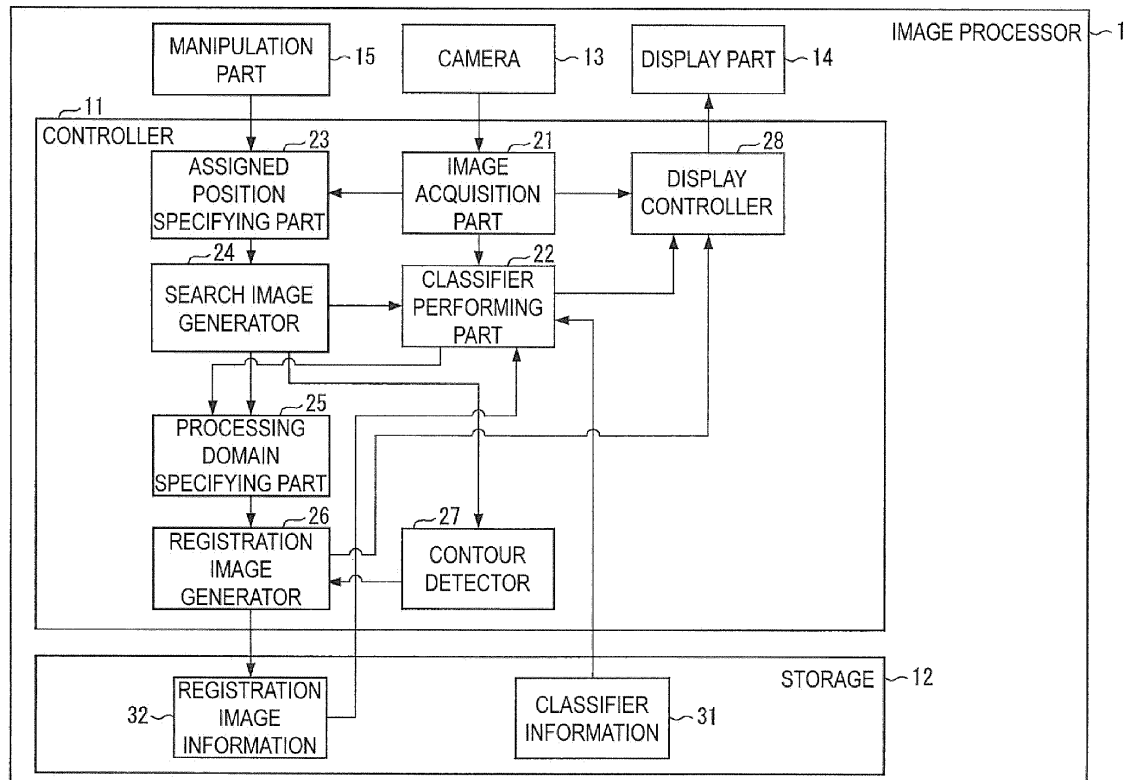 IMAGE PROCESSOR 1
MANIPULATION
PART
15
CAMERA
13
DISPLAY PART
14
11
CONTROLLER
23
ASSIGNED
POSITION
SPECIFYING PART
21
IMAGE
ACQUISITION
PART
28
DISPLAY
CONTROLLER
24
SEARCH IMAGE
GENERATOR
22
CLASSIFIER
PERFORMING
PART
25
PROCESSING
DOMAIN
SPECIFYING PART
26
REGISTRATION
IMAGE
GENERATOR
27
CONTOUR
DETECTOR
STORAGE 12
32
REGISTRATION
IMAGE
INFORMATION
CLASSIFIER
INFORMATION
31